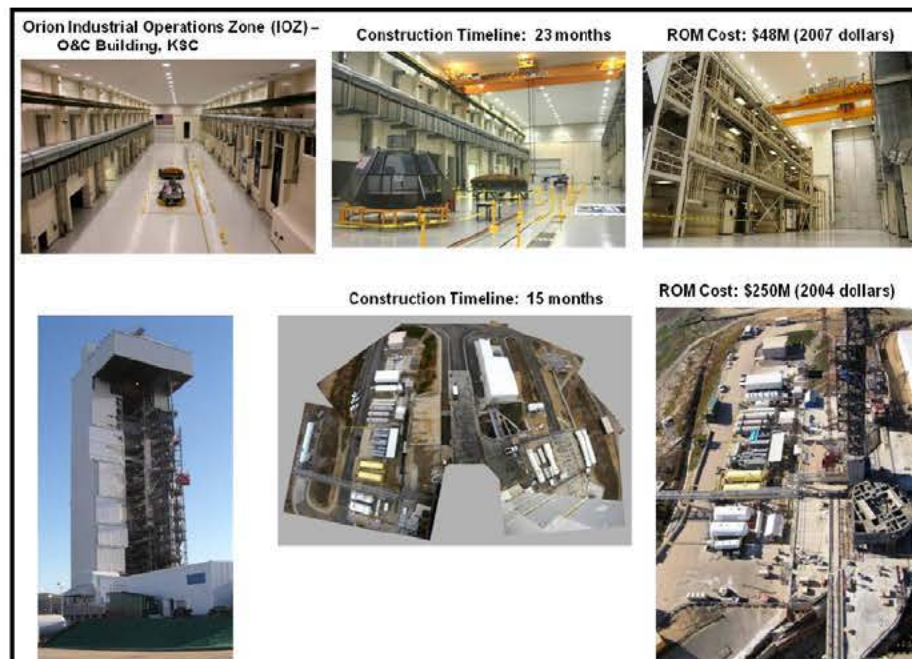 Orion Industrial Operations Zone (IOZ) –
O&C Building, KSC
Construction Timeline: 23 months
ROM Cost: $48M (2007 dollars)
Construction Timeline: 15 months
ROM Cost: $250M (2004 dollars)